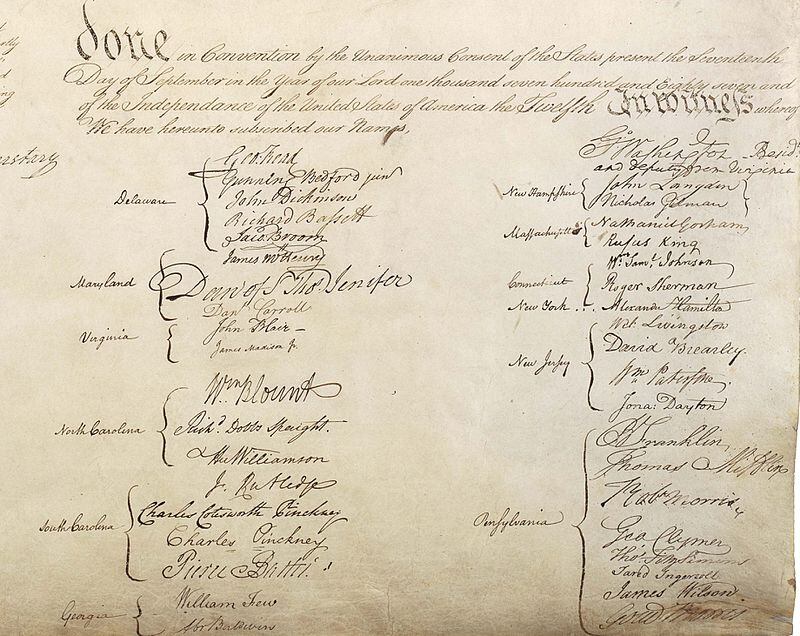 done in Convention by the Unanimous Consent of the States present the Seventeenth
Day of September in the Year of our Lord one thousand seven hundred and Eighty seven and
of the Independance of the United States of America the Twelfth In witness whereof
We have hereunto subscribed our Names,
Delaware
Geo: Read
Gunning Bedford jun
John Dickinson
Richard Bassett
Jaco: Broom
Maryland
James McHenry
Dan of St Thos. Jenifer
Danl Carroll
Virginia
John Blair —
James Madison Jr.
North Carolina
Wm Blount
Richd. Dobbs Spaight.
Hu Williamson
South Carolina
J. Rutledge
Charles Cotesworth Pinckney
Charles Pinckney
Pierce Butler.
Georgia
William Few
Abr Baldwin
Go. Washington Presidt.
and deputy from Virginia
New Hampshire
John Langdon
Nicholas Gilman
Massachusetts
Nathaniel Gorham
Rufus King
Connecticut
Wm. Saml. Johnson
Roger Sherman
New York . . .
Alexander Hamilton
New Jersey
Wil: Livingston
David Brearley.
Wm Paterson.
Jona: Dayton
Pensylvania
B Franklin
Thomas Mifflin
Robt Morris
Geo. Clymer
Thos. FitzSimons
Jared Ingersoll
James Wilson
Gouv Morris